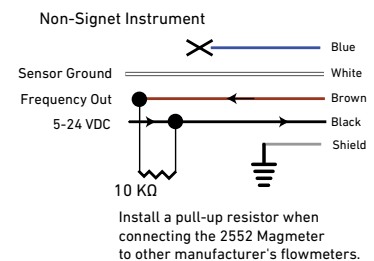 Non-Signet Instrument
Blue
Sensor Ground White
Frequency Out Brown
5-24 VDC Black
Shield
10 KΩ
Install a pull-up resistor when
connecting the 2552 Magmeter
to other manufacturer's flowmeters.